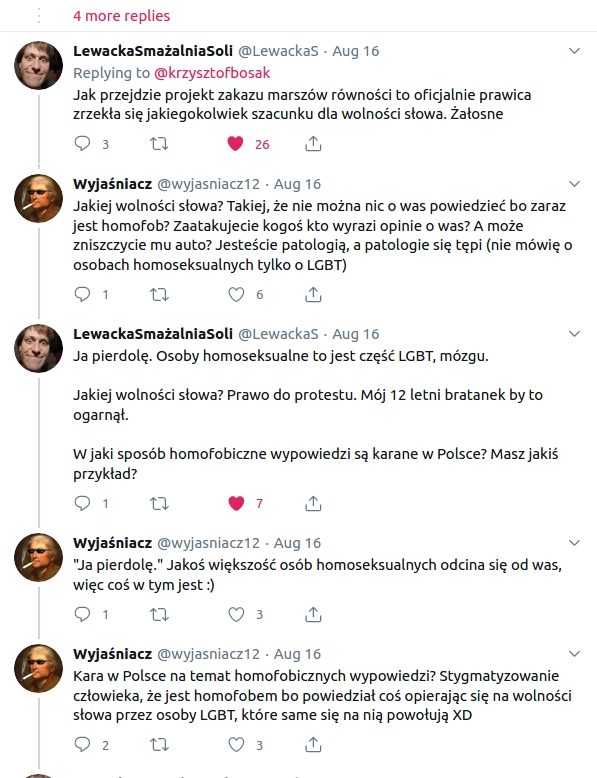 4 more replies
LewackaSmażalniaSoli @LewackaS · Aug 16
Replying to @krzysztofbosak
Jak przejdzie projekt zakazu marszów równości to oficjalnie prawica
zrzekła się jakiegokolwiek szacunku dla wolności słowa. Żałosne
3 26
Wyjaśniacz @wyjasniacz12 · Aug 16
Jakiej wolności słowa? Takiej, że nie można nic o was powiedzieć bo zaraz
jest homofob? Zaatakujecie kogoś kto wyrazi opinie o was? A może
zniszczycie mu auto? Jesteście patologią, a patologie się tępi (nie mówię o
osobach homoseksualnych tylko o LGBT)
1 6
LewackaSmażalniaSoli @LewackaS · Aug 16
Ja pierdolę. Osoby homoseksualne to jest część LGBT, mózgu.
Jakiej wolności słowa? Prawo do protestu. Mój 12 letni bratanek by to
ogarnął.
W jaki sposób homofobiczne wypowiedzi są karane w Polsce? Masz jakiś
przykład?
1 7
Wyjaśniacz @wyjasniacz12 · Aug 16
"Ja pierdolę." Jakoś większość osób homoseksualnych odcina się od was,
więc coś w tym jest :)
1 3
Wyjaśniacz @wyjasniacz12 · Aug 16
Kara w Polsce na temat homofobicznych wypowiedzi? Stygmatyzowanie
człowieka, że jest homofobem bo powiedział coś opierając się na wolności
słowa przez osoby LGBT, które same się na nią powołują XD
2 3